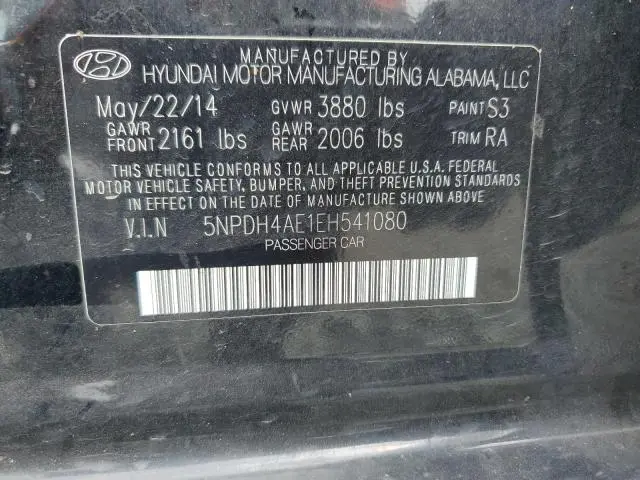 MANUFACTURED BY
HYUNDAI MOTOR MANUFACTURING ALABAMA, LLC
May/22/14 GVWR 3880 lbs PAINT S3
GAWR FRONT 2161 lbs GAWR REAR 2006 lbs TRIM RA
THIS VEHICLE CONFORMS TO ALL APPLICABLE U.S.A. FEDERAL
MOTOR VEHICLE SAFETY, BUMPER, AND THEFT PREVENTION STANDARDS
IN EFFECT ON THE DATE OF MANUFACTURE SHOWN ABOVE
V.I.N 5NPDH4AE1EH541080
PASSENGER CAR